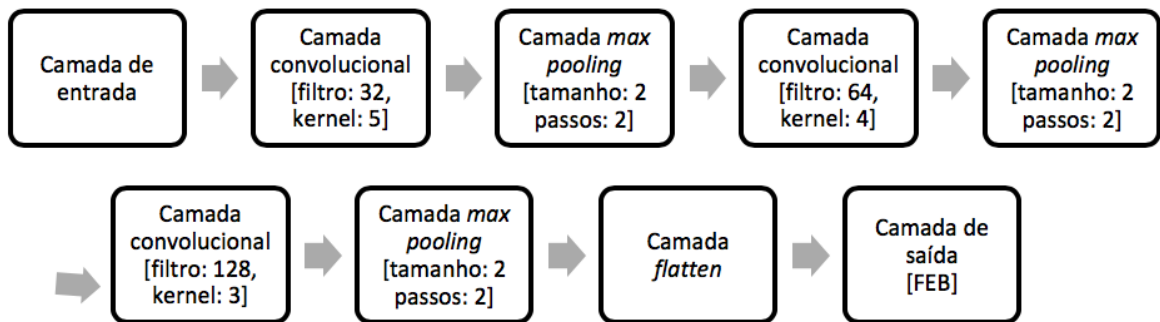 Camada de
entrada
Camada
convolucional
[filtro: 32,
kernel: 5]
Camada max
pooling
[tamanho: 2
passos: 2]
Camada
convolucional
[filtro: 64,
kernel: 4]
Camada max
pooling
[tamanho: 2
passos: 2]
Camada
convolucional
[filtro: 128,
kernel: 3]
Camada max
pooling
[tamanho: 2
passos: 2]
Camada
flatten
Camada de
saída
[FEB]